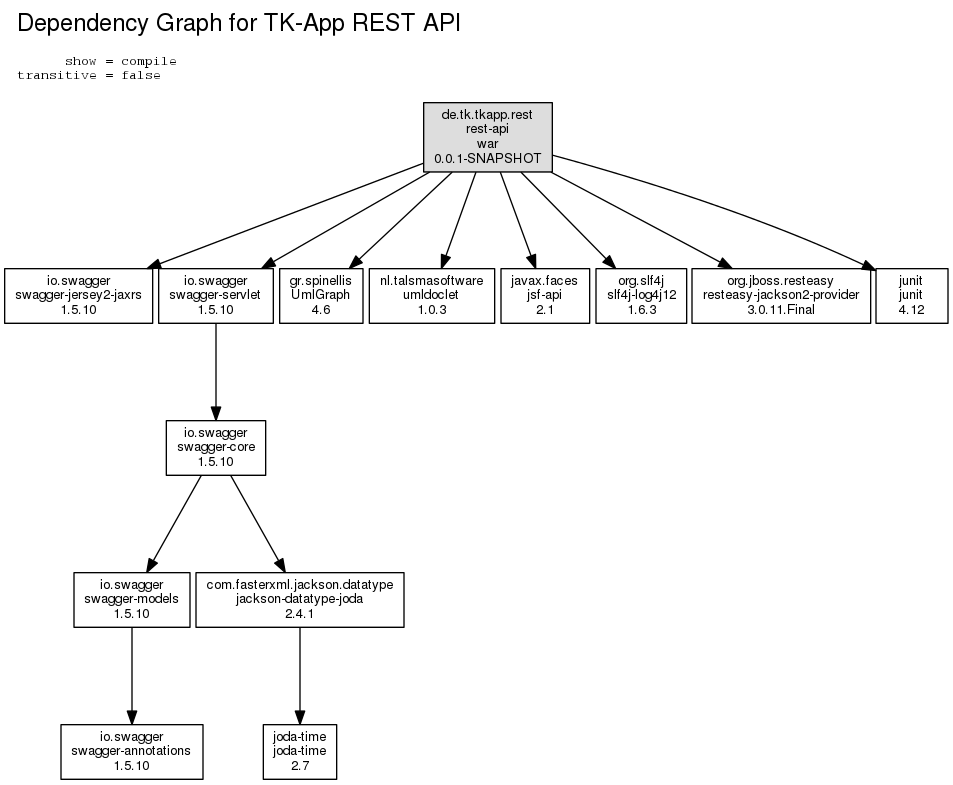 Dependency Graph for TK-App REST API
show = compile
transitive = false
de.tk.tkapp.rest
rest-api
war
0.0.1-SNAPSHOT
io.swagger
swagger-jersey2-jaxrs
1.5.10
io.swagger
swagger-servlet
1.5.10
gr.spinellis
UmlGraph
4.6
nl.talsmasoftware
umldoclet
1.0.3
javax.faces
jsf-api
2.1
org.slf4j
slf4j-log4j12
1.6.3
org.jboss.resteasy
resteasy-jackson2-provider
3.0.11.Final
junit
junit
4.12
io.swagger
swagger-core
1.5.10
io.swagger
swagger-models
1.5.10
com.fasterxml.jackson.datatype
jackson-datatype-joda
2.4.1
io.swagger
swagger-annotations
1.5.10
joda-time
joda-time
2.7